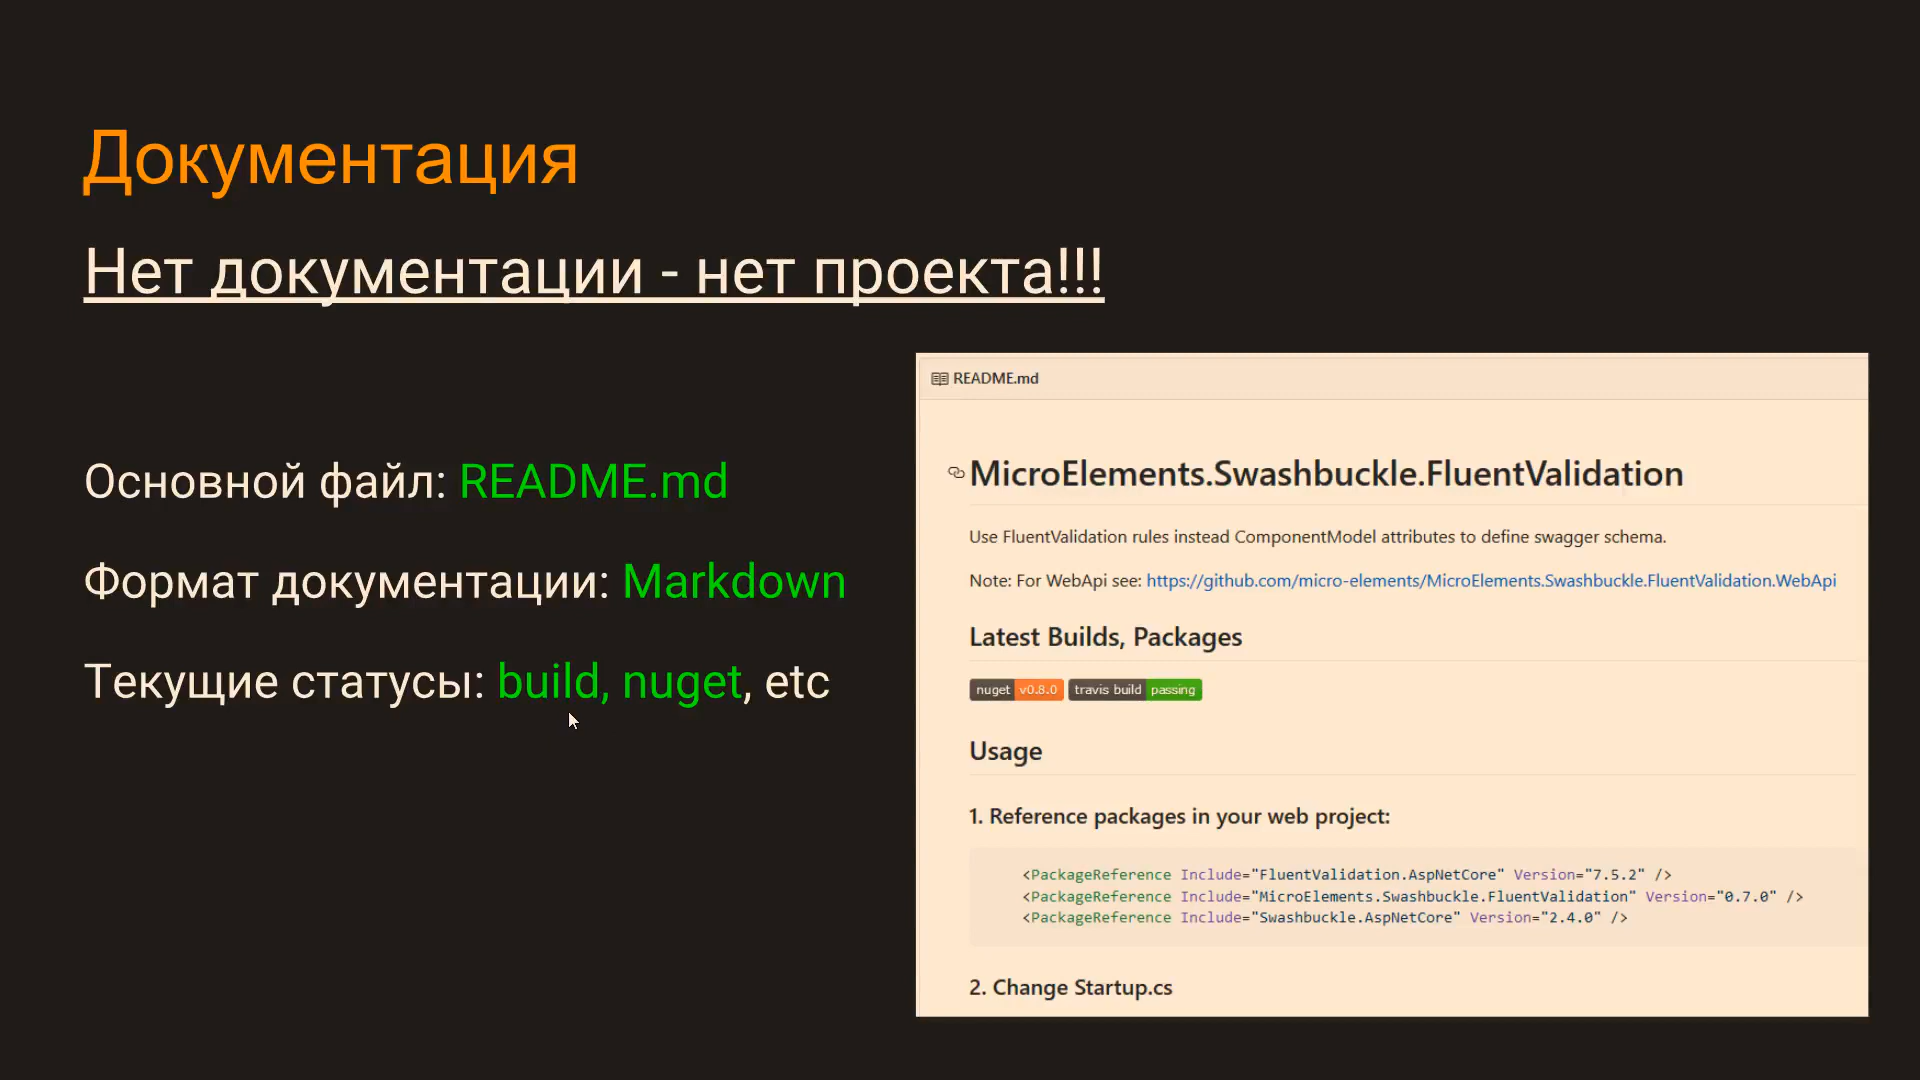 Документация
Нет документации - нет проекта!!!
Основной файл: README.md
Формат документации: Markdown
Текущие статусы: build, nuget, etc
README.md
MicroElements.Swashbuckle.FluentValidation
Use FluentValidation rules instead ComponentModel attributes to define swagger schema.
Note: For WebApi see: https://github.com/micro-elements/MicroElements.Swashbuckle.FluentValidation.WebApi
Latest Builds, Packages
nuget v0.8.0 travis build passing
Usage
1. Reference packages in your web project:
<PackageReference Include="FluentValidation.AspNetCore" Version="7.5.2" />
<PackageReference Include="MicroElements.Swashbuckle.FluentValidation" Version="0.7.0" />
<PackageReference Include="Swashbuckle.AspNetCore" Version="2.4.0" />
2. Change Startup.cs